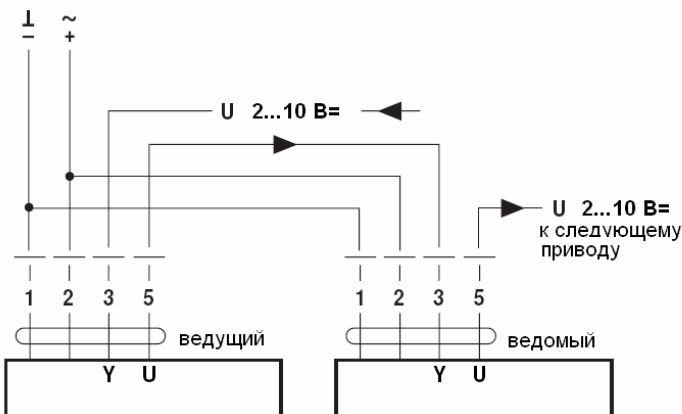 ⊥ ~
– +
U 2...10 В=
U 2...10 В=
к следующему
приводу
1 2 3 5
1 2 3 5
ведущий
ведомый
Y U
Y U